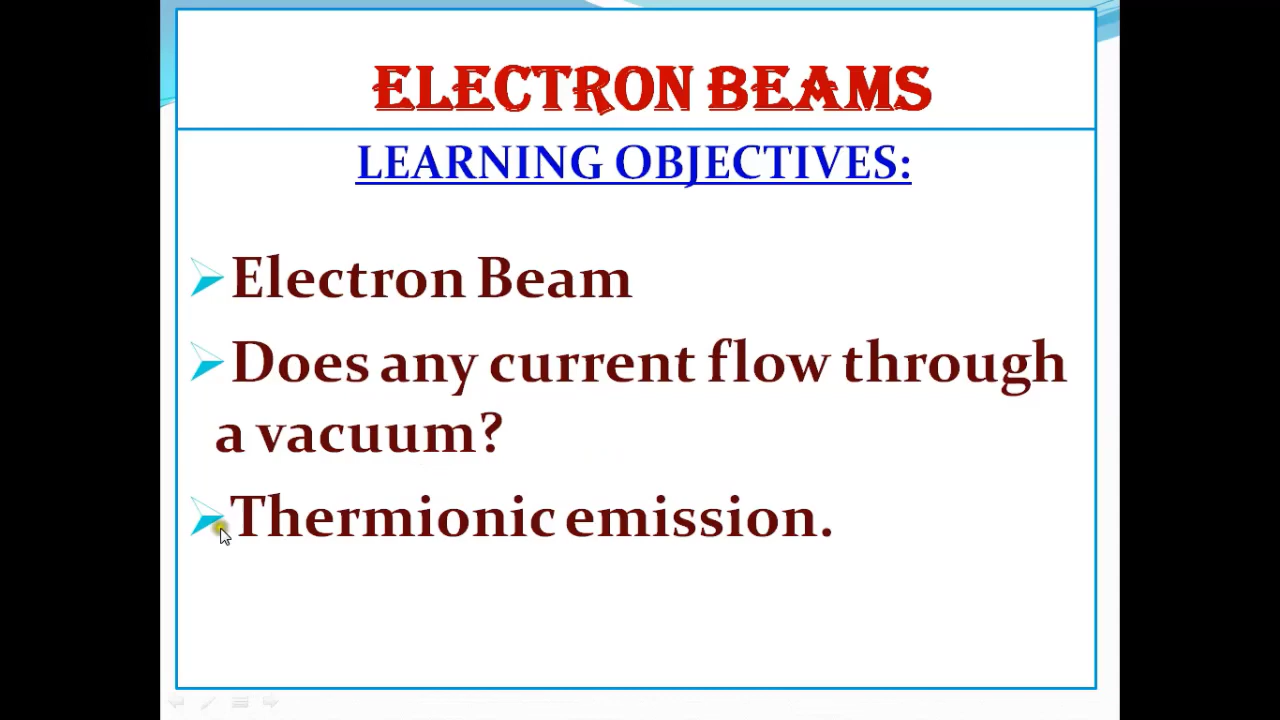 ELECTRON BEAMS
LEARNING OBJECTIVES:
Electron Beam
Does any current flow through
a vacuum?
Thermionic emission.